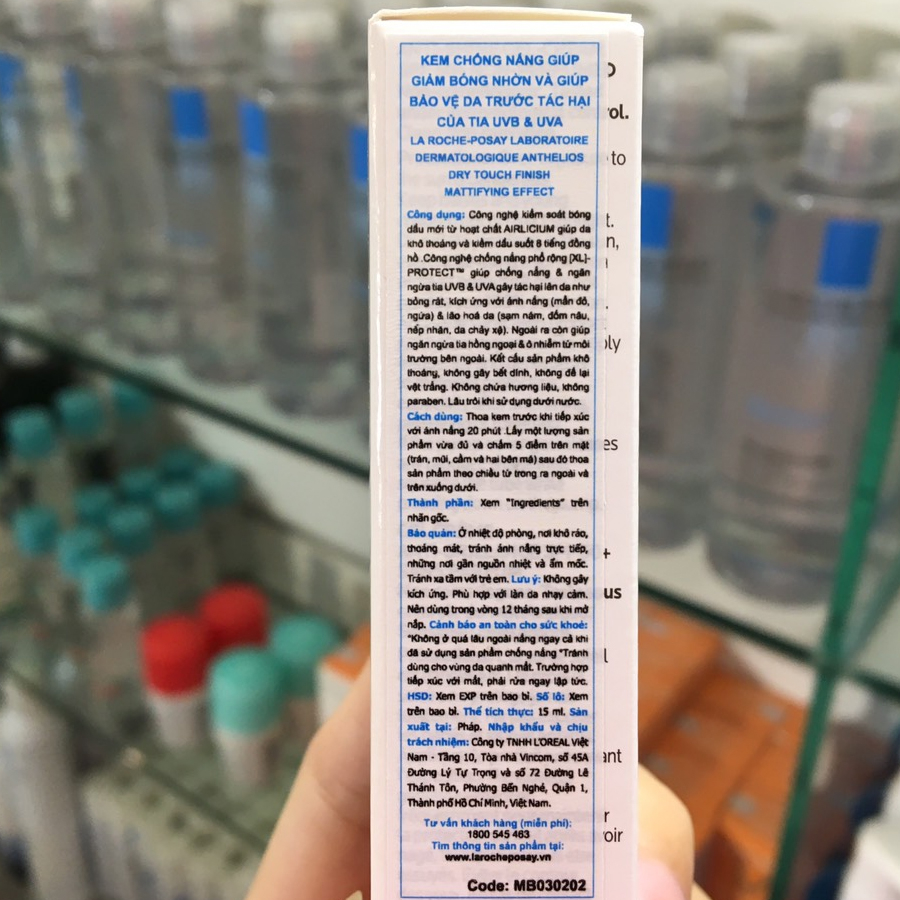 KEM CHỐNG NẮNG GIÚP
GIẢM BÓNG NHỜN VÀ GIÚP
BẢO VỆ DA TRƯỚC TÁC HẠI
CỦA TIA UVB & UVA
LA ROCHE-POSAY LABORATOIRE
DERMATOLOGIQUE ANTHELIOS
DRY TOUCH FINISH
MATTIFYING EFFECT
Công dụng: Công nghệ kiểm soát bóng
dầu mới từ hoạt chất AIRLICIUM giúp da
khô thoáng và kiềm dầu suốt 8 tiếng đồng
hồ .Công nghệ chống nắng phổ rộng [XL]-
PROTECT™ giúp chống nắng & ngăn
ngừa tia UVB & UVA gây tác hại lên da như
bỏng rát, kích ứng với ánh nắng (mẩn đỏ,
ngứa) & lão hoá da (sạm nám, đốm nâu,
nếp nhăn, da chảy xệ). Ngoài ra còn giúp
ngăn ngừa tia hồng ngoại & ô nhiễm từ môi
trường bên ngoài. Kết cấu sản phẩm khô
thoáng, không gây bết dính, không để lại
vệt trắng. Không chứa hương liệu, không
paraben. Lâu trôi khi sử dụng dưới nước.
Cách dùng: Thoa kem trước khi tiếp xúc
với ánh nắng 20 phút .Lấy một lượng sản
phẩm vừa đủ và chấm 5 điểm trên mặt
(trán, mũi, cằm và hai bên má) sau đó thoa
sản phẩm theo chiều từ trong ra ngoài và
trên xuống dưới.
Thành phần: Xem "Ingredients" trên
nhãn gốc.
Bảo quản: Ở nhiệt độ phòng, nơi khô ráo,
thoáng mát, tránh ánh nắng trực tiếp,
những nơi gần nguồn nhiệt và ẩm mốc.
Tránh xa tầm với trẻ em. Lưu ý: Không gây
kích ứng. Phù hợp với làn da nhạy cảm.
Nên dùng trong vòng 12 tháng sau khi mở
nắp. Cảnh báo an toàn cho sức khoẻ:
*Không ở quá lâu ngoài nắng ngay cả khi
đã sử dụng sản phẩm chống nắng *Tránh
dùng cho vùng da quanh mắt. Trường hợp
tiếp xúc với mắt, phải rửa ngay lập tức.
HSD: Xem EXP trên bao bì. Số lô: Xem
trên bao bì. Thể tích thực: 15 ml. Sản
xuất tại: Pháp. Nhập khẩu và chịu
trách nhiệm: Công ty TNHH L'OREAL Việt
Nam - Tầng 10, Tòa nhà Vincom, số 45A
Đường Lý Tự Trọng và số 72 Đường Lê
Thánh Tôn, Phường Bến Nghé, Quận 1,
Thành phố Hồ Chí Minh, Việt Nam.
Tư vấn khách hàng (miễn phí):
1800 545 463
Tìm thông tin sản phẩm tại:
www.larocheposay.vn
Code: MB030202